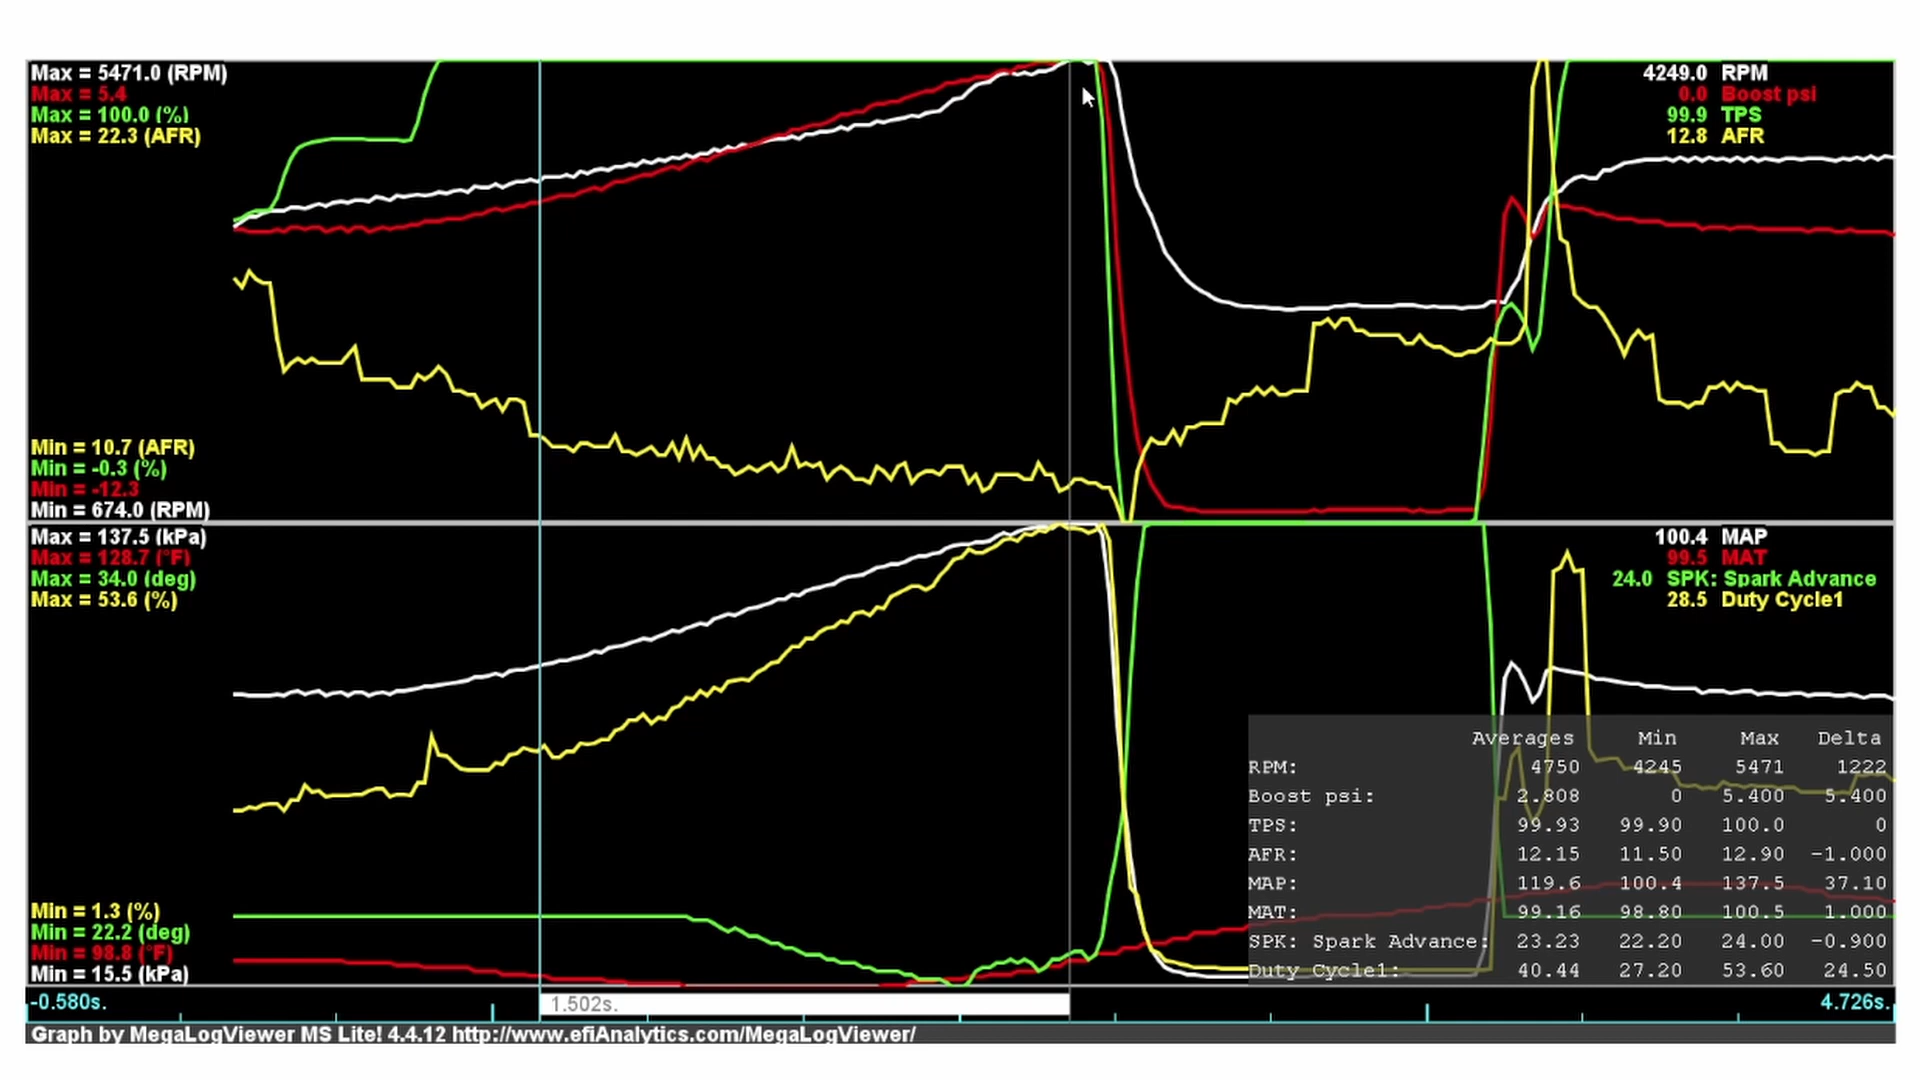 Max = 5471.0 (RPM)
Max = 5.4
Max = 100.0 (%)
Max = 22.3 (AFR)
4249.0 RPM
0.0 Boost psi
99.9 TPS
12.8 AFR
Min = 10.7 (AFR)
Min = -0.3 (%)
Min = -12.3
Min = 674.0 (RPM)
Max = 137.5 (kPa)
Max = 128.7 (°F)
Max = 34.0 (deg)
Max = 53.6 (%)
100.4 MAP
99.5 MAT
24.0 SPK: Spark Advance
28.5 Duty Cycle1
Averages Min Max Delta
RPM: 4750 4245 5471 1222
Boost psi: 2.808 0 5.400 5.400
TPS: 99.93 99.90 100.0 0
AFR: 12.15 11.50 12.90 -1.000
MAP: 119.6 100.4 137.5 37.10
MAT: 99.16 98.80 100.5 1.000
SPK: Spark Advance: 23.23 22.20 24.00 -0.900
Duty Cycle1: 40.44 27.20 53.60 24.50
Min = 1.3 (%)
Min = 22.2 (deg)
Min = 98.8 (°F)
Min = 15.5 (kPa)
-0.580s.
1.502s.
4.726s.
Graph by MegaLogViewer MS Lite! 4.4.12 http://www.efiAnalytics.com/MegaLogViewer/